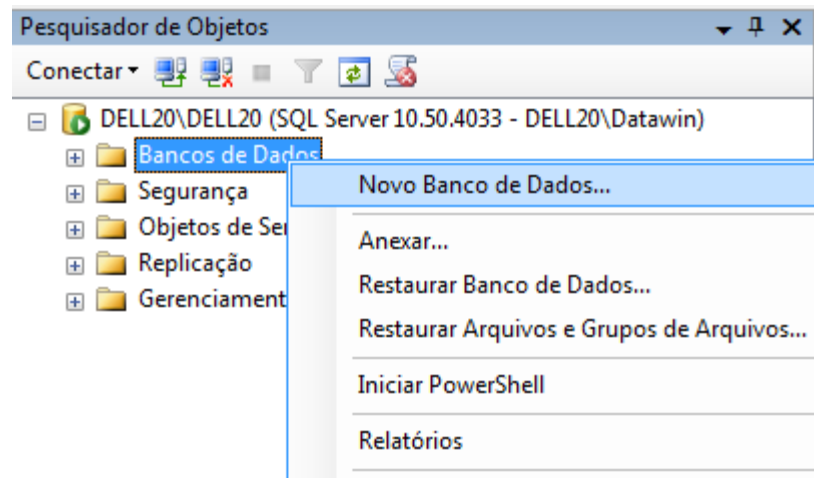 Pesquisador de Objetos
Conectar
DELL20\DELL20 (SQL Server 10.50.4033 - DELL20\Datawin)
Bancos de Dados
Novo Banco de Dados...
Segurança
Objetos de Se
Anexar...
Replicação
Restaurar Banco de Dados...
Gerenciament
Restaurar Arquivos e Grupos de Arquivos...
Iniciar PowerShell
Relatórios